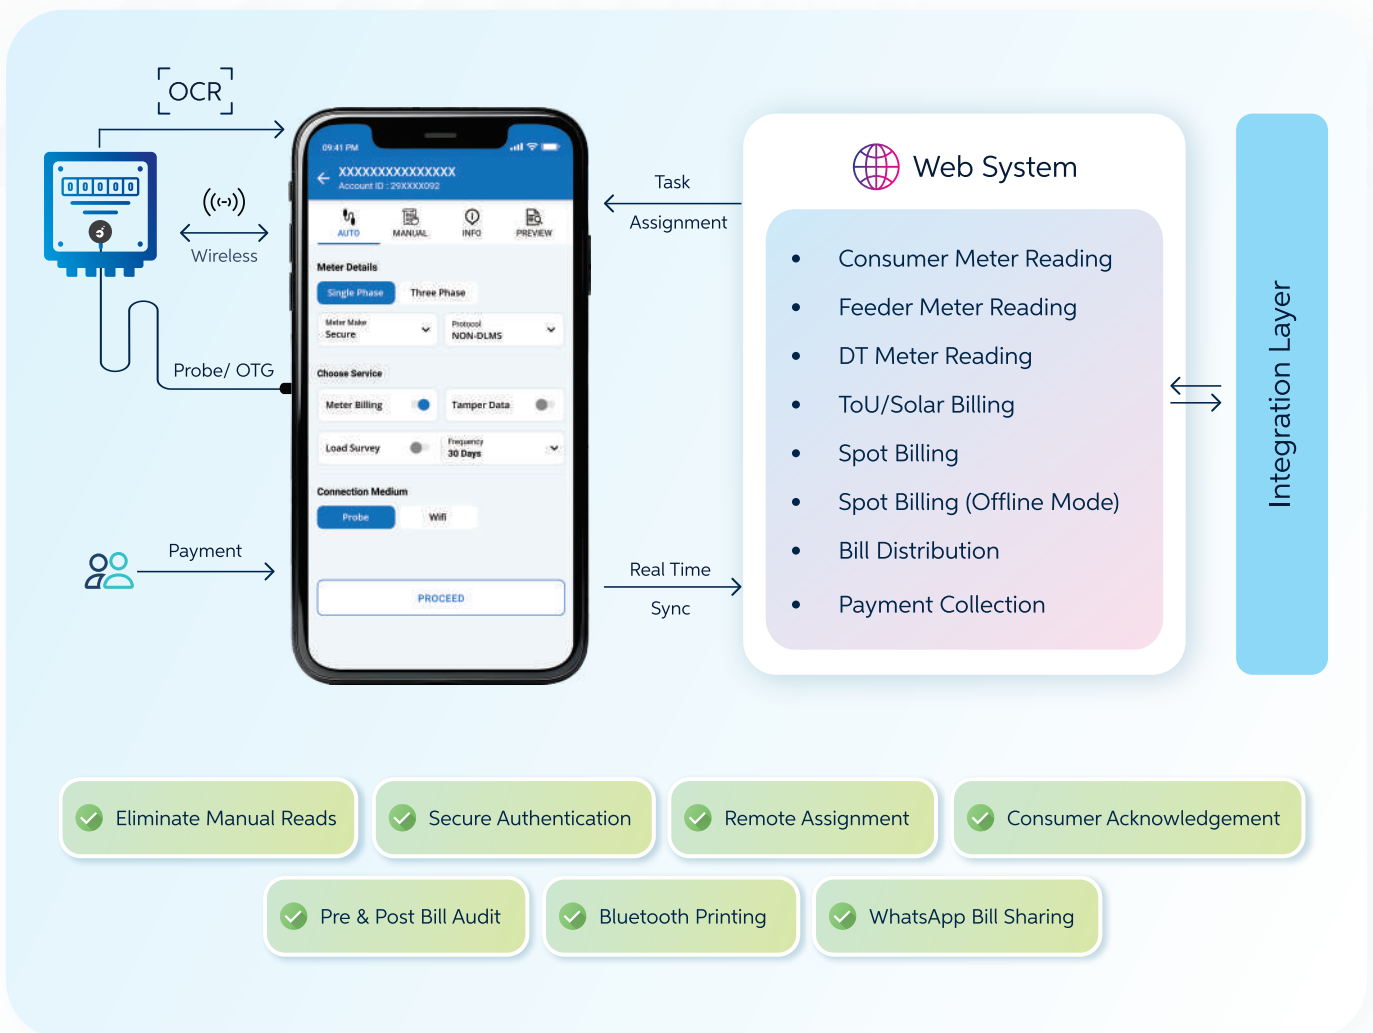 OCR
Wireless
Probe/ OTG
Payment
00000
09:41 PM
XXXXXXXXXXXXXXX
Account ID : 29XXXX092
AUTO
MANUAL
INFO
PREVIEW
Meter Details
Single Phase
Three Phase
Meter Make
Secure
Protocol
NON-DLMS
Choose Service
Meter Billing
Tamper Data
Load Survey
Frequency
30 Days
Connection Medium
Probe
Wifi
PROCEED
Task
Assignment
Real Time
Sync
Web System
• Consumer Meter Reading
• Feeder Meter Reading
• DT Meter Reading
• ToU/Solar Billing
• Spot Billing
• Spot Billing (Offline Mode)
• Bill Distribution
• Payment Collection
Integration Layer
Eliminate Manual Reads
Secure Authentication
Remote Assignment
Consumer Acknowledgement
Pre & Post Bill Audit
Bluetooth Printing
WhatsApp Bill Sharing